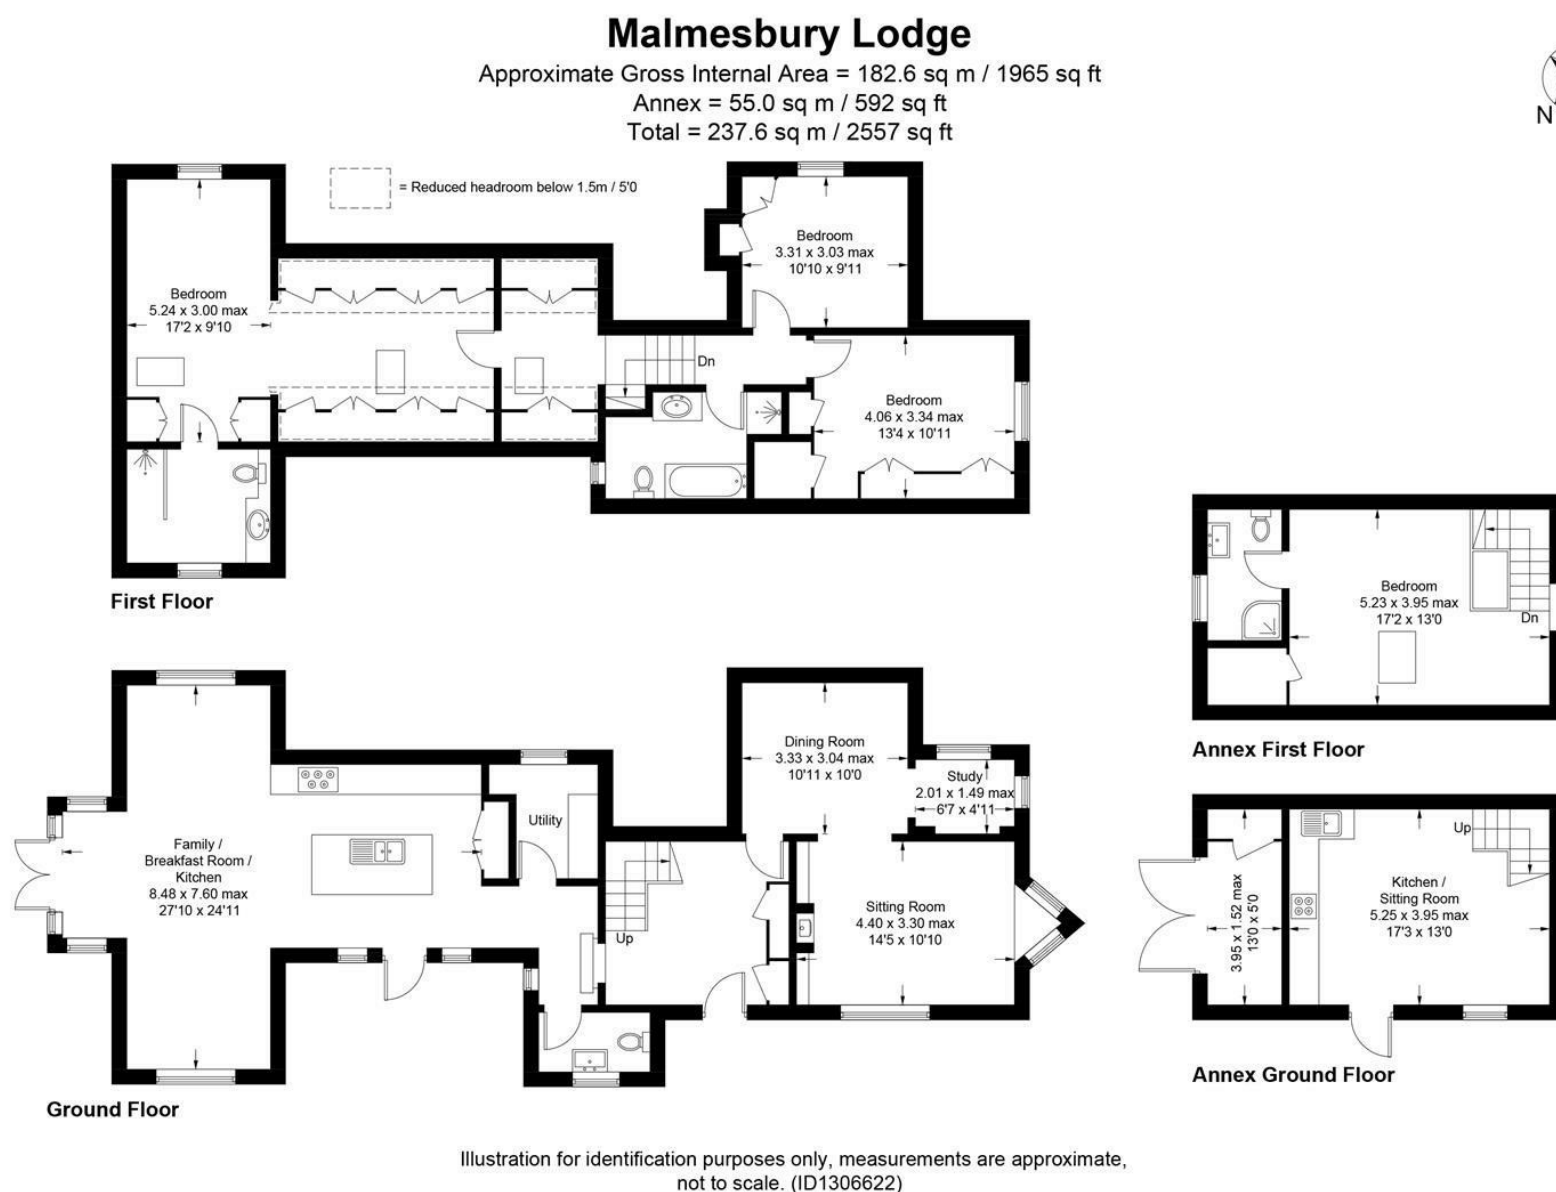 Malmesbury Lodge
Approximate Gross Internal Area = 182.6 sq m / 1965 sq ft
Annex = 55.0 sq m / 592 sq ft
Total = 237.6 sq m / 2557 sq ft
N
= Reduced headroom below 1.5m / 5'0
Bedroom
5.24 x 3.00 max
17'2 x 9'10
Bedroom
3.31 x 3.03 max
10'10 x 9'11
Dn
Bedroom
4.06 x 3.34 max
13'4 x 10'11
First Floor
Bedroom
5.23 x 3.95 max
17'2 x 13'0
Dn
Annex First Floor
Family /
Breakfast Room /
Kitchen
8.48 x 7.60 max
27'10 x 24'11
Utility
Up
Dining Room
3.33 x 3.04 max
10'11 x 10'0
Study
2.01 x 1.49 max
6'7 x 4'11
Sitting Room
4.40 x 3.30 max
14'5 x 10'10
Ground Floor
3.95 x 1.52 max
13'0 x 5'0
Up
Kitchen /
Sitting Room
5.25 x 3.95 max
17'3 x 13'0
Annex Ground Floor
Illustration for identification purposes only, measurements are approximate,
not to scale. (ID1306622)